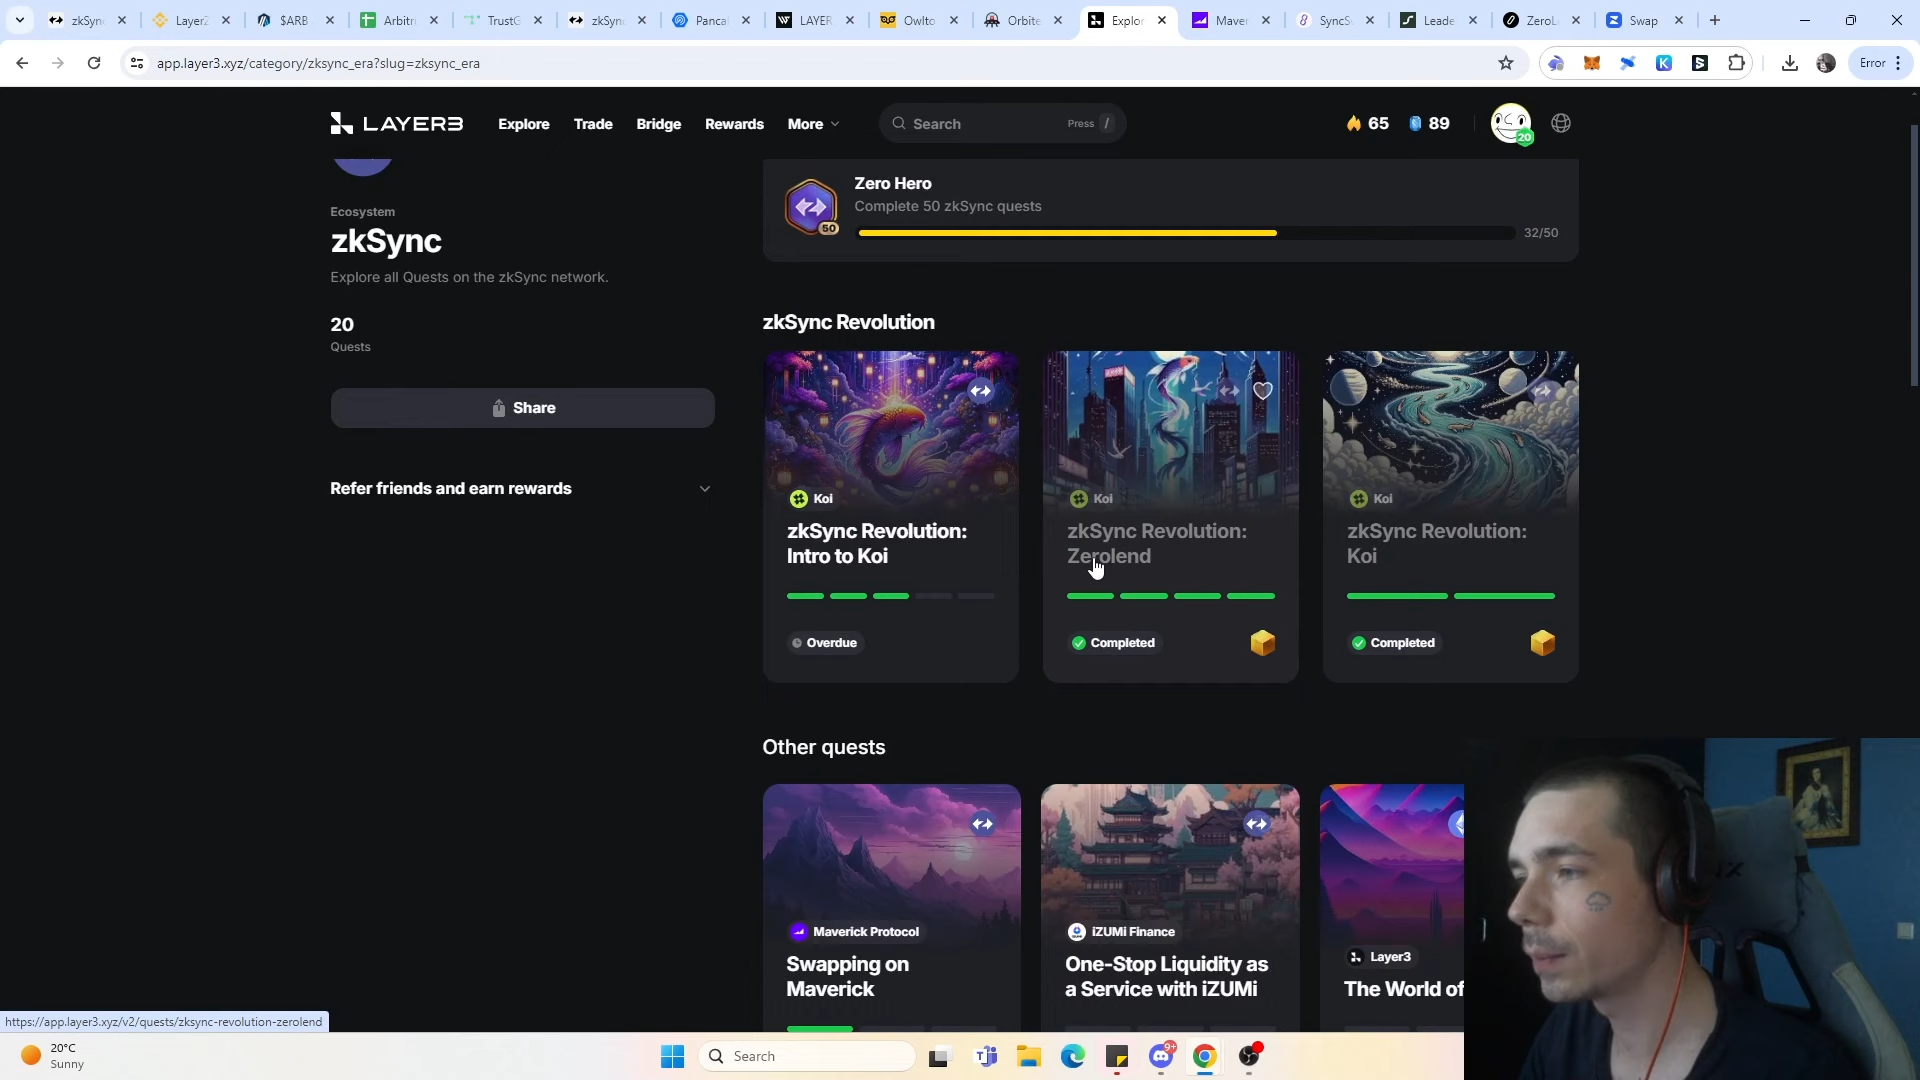 zkSync
LayerZ
$ARB
Arbitru
TrustG
zkSync
Panca
LAYER
Owlto
Orbite
Explor
Maver
SyncS
Leade
ZeroL
Swap
app.layer3.xyz/category/zksync_era?slug=zksync_era
Error
LAYER3
Explore
Trade
Bridge
Rewards
More
Search
Press /
65
89
20
Ecosystem
zkSync
Explore all Quests on the zkSync network.
20
Quests
Share
Refer friends and earn rewards
Zero Hero
Complete 50 zkSync quests
50
32/50
zkSync Revolution
Koi
zkSync Revolution:
Intro to Koi
Overdue
Koi
zkSync Revolution:
Zerolend
Completed
Koi
zkSync Revolution:
Koi
Completed
Other quests
Maverick Protocol
Swapping on
Maverick
iZUMi Finance
One-Stop Liquidity as
a Service with iZUMi
Layer3
The World of
https://app.layer3.xyz/v2/quests/zksync-revolution-zerolend
20°C
Sunny
Search
9+